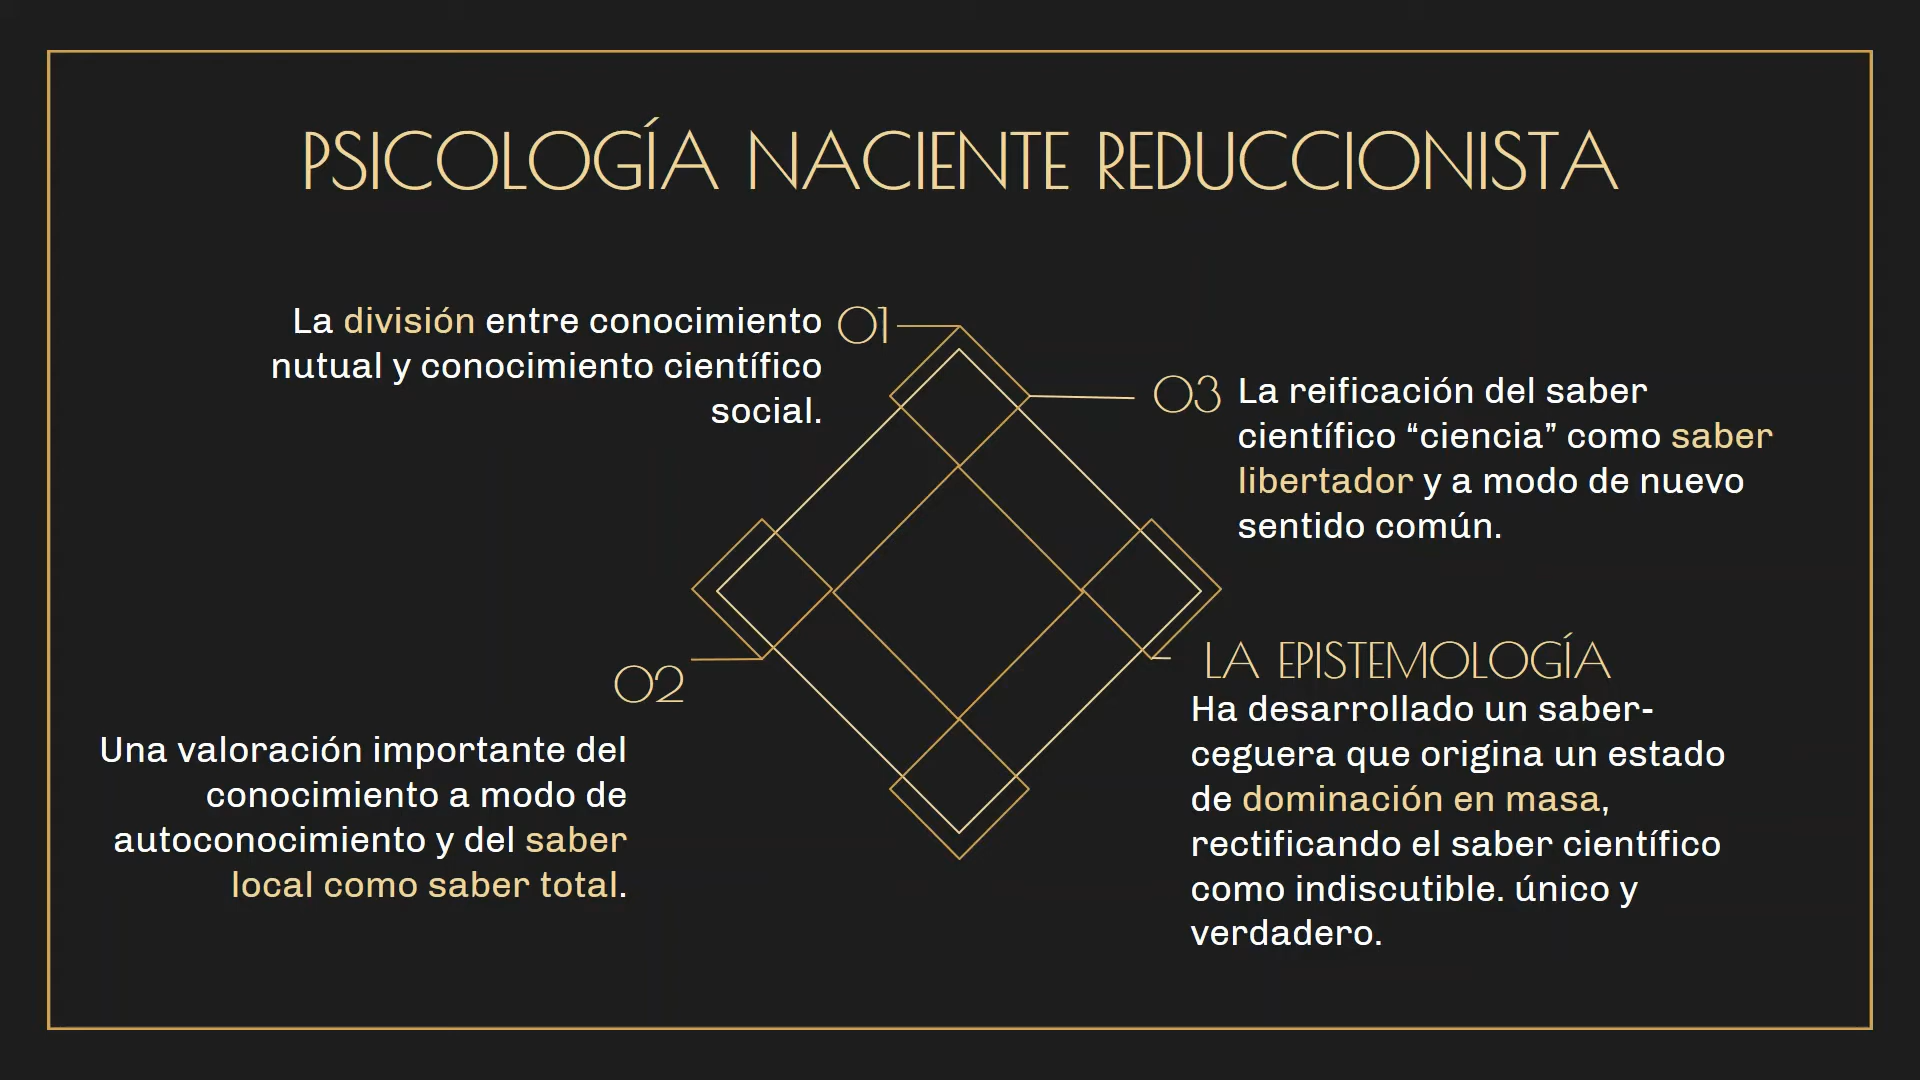 PSICOLOGÍA NACIENTE REDUCCIONISTA
La división entre conocimiento
nutual y conocimiento científico
social.
01
02
Una valoración importante del
conocimiento a modo de
autoconocimiento y del saber
local como saber total.
03
La reificación del saber
científico “ciencia” como saber
libertador y a modo de nuevo
sentido común.
LA EPISTEMOLOGÍA
Ha desarrollado un saber-
ceguera que origina un estado
de dominación en masa,
rectificando el saber científico
como indiscutible. único y
verdadero.